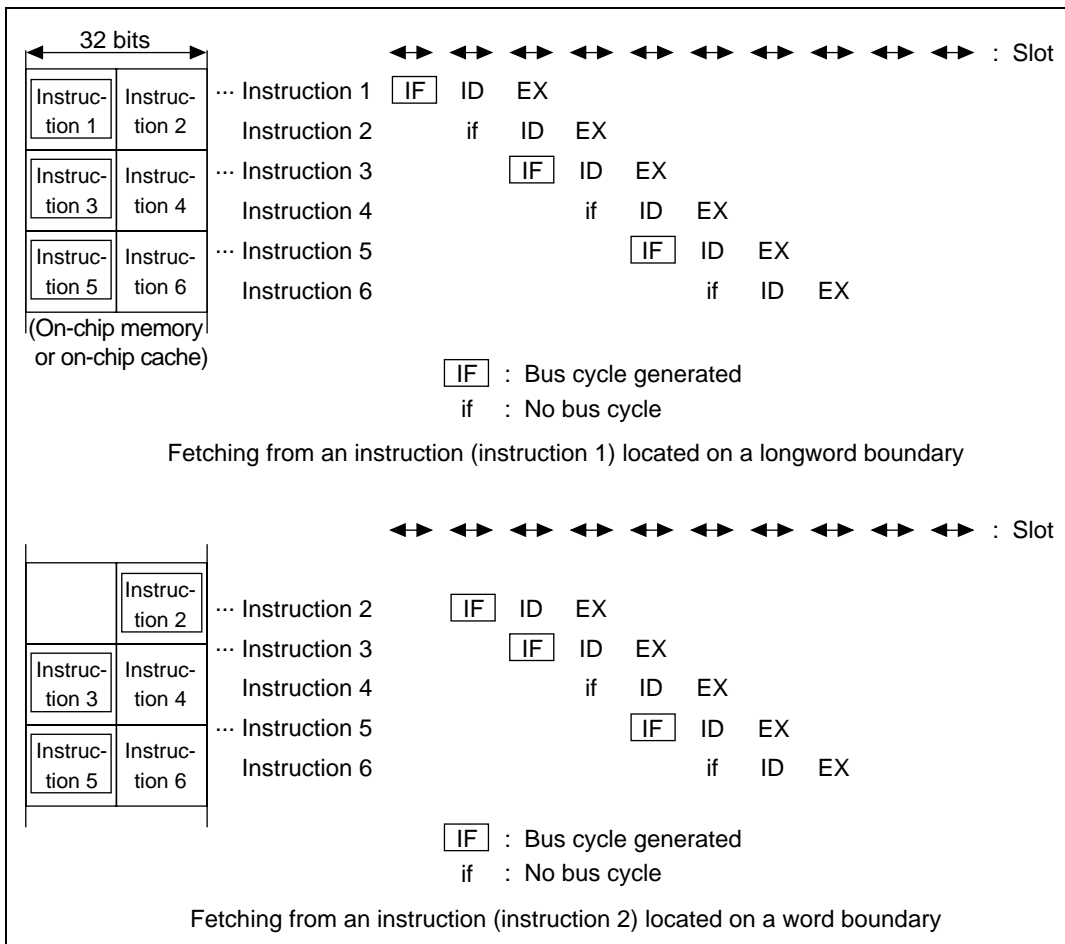 32 bits
: Slot
Instruc- Instruc- ··· Instruction 1 IF ID EX
tion 1 tion 2 Instruction 2 if ID EX
Instruc- Instruc- ··· Instruction 3 IF ID EX
tion 3 tion 4 Instruction 4 if ID EX
Instruc- Instruc- ··· Instruction 5 IF ID EX
tion 5 tion 6 Instruction 6 if ID EX
(On-chip memory
or on-chip cache)
IF : Bus cycle generated
if : No bus cycle
Fetching from an instruction (instruction 1) located on a longword boundary
: Slot
Instruc- ··· Instruction 2 IF ID EX
tion 2
··· Instruction 3 IF ID EX
Instruc- Instruc- Instruction 4 if ID EX
tion 3 tion 4
··· Instruction 5 IF ID EX
Instruc- Instruc- Instruction 6 if ID EX
tion 5 tion 6
IF : Bus cycle generated
if : No bus cycle
Fetching from an instruction (instruction 2) located on a word boundary